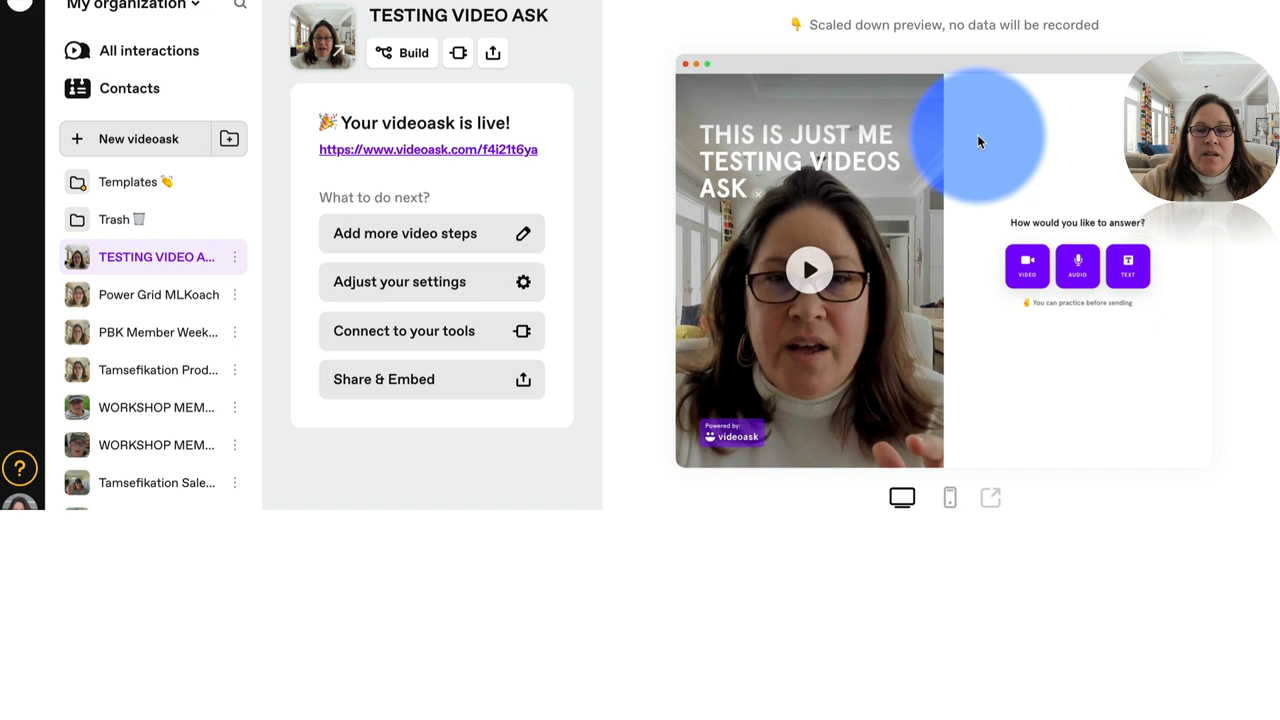 My organization
All interactions
Contacts
+ New videoask
Templates 👏
Trash 🗑️
TESTING VIDEO A...
Power Grid MLKoach
PBK Member Week...
Tamsefikation Prod...
WORKSHOP MEM...
WORKSHOP MEM...
Tamsefikation Sale...
?
TESTING VIDEO ASK
Build
🎉 Your videoask is live!
https://www.videoask.com/f4i21t6ya
What to do next?
Add more video steps
Adjust your settings
Connect to your tools
Share & Embed
👇 Scaled down preview, no data will be recorded
THIS IS JUST ME
TESTING VIDEOS
ASK
Powered by:
videoask
How would you like to answer?
VIDEO
AUDIO
T
TEXT
✌️ You can practice before sending